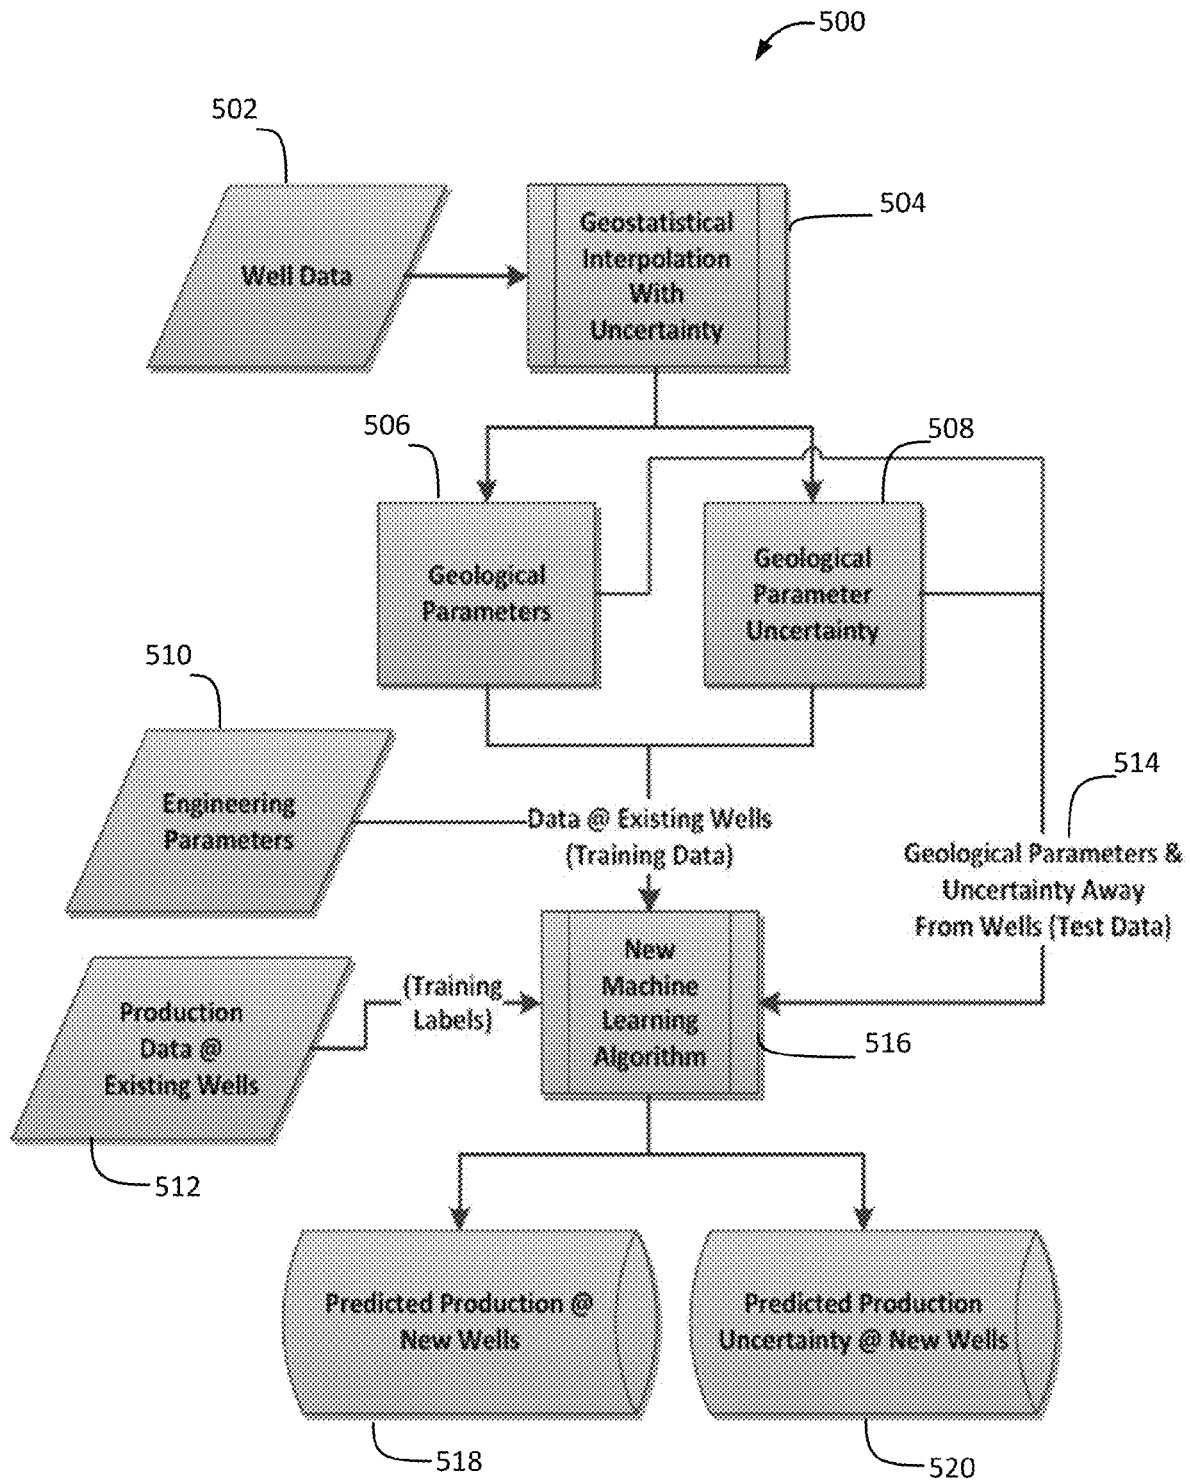 500
502
504
Geostatistical
Interpolation
With
Uncertainty
Well Data
506
508
Geological
Parameters
Geological
Parameter
Uncertainty
510
Engineering
Parameters
514
Data @ Existing Wells
(Training Data)
Geological Parameters &
Uncertainty Away
From Wells (Test Data)
Production
Data @
Existing Wells
(Training
Labels)
New
Machine
Learning
Algorithm
516
512
Predicted Production @
New Wells
Predicted Production
Uncertainty @ New Wells
518
520